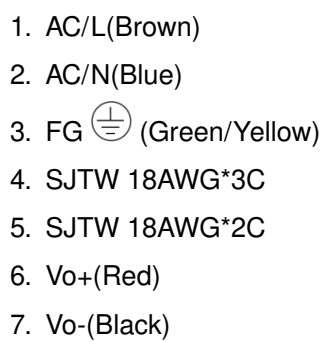 1. AC/L(Brown)
2. AC/N(Blue)
3. FG (Green/Yellow)
4. SJTW 18AWG*3C
5. SJTW 18AWG*2C
6. Vo+(Red)
7. Vo-(Black)